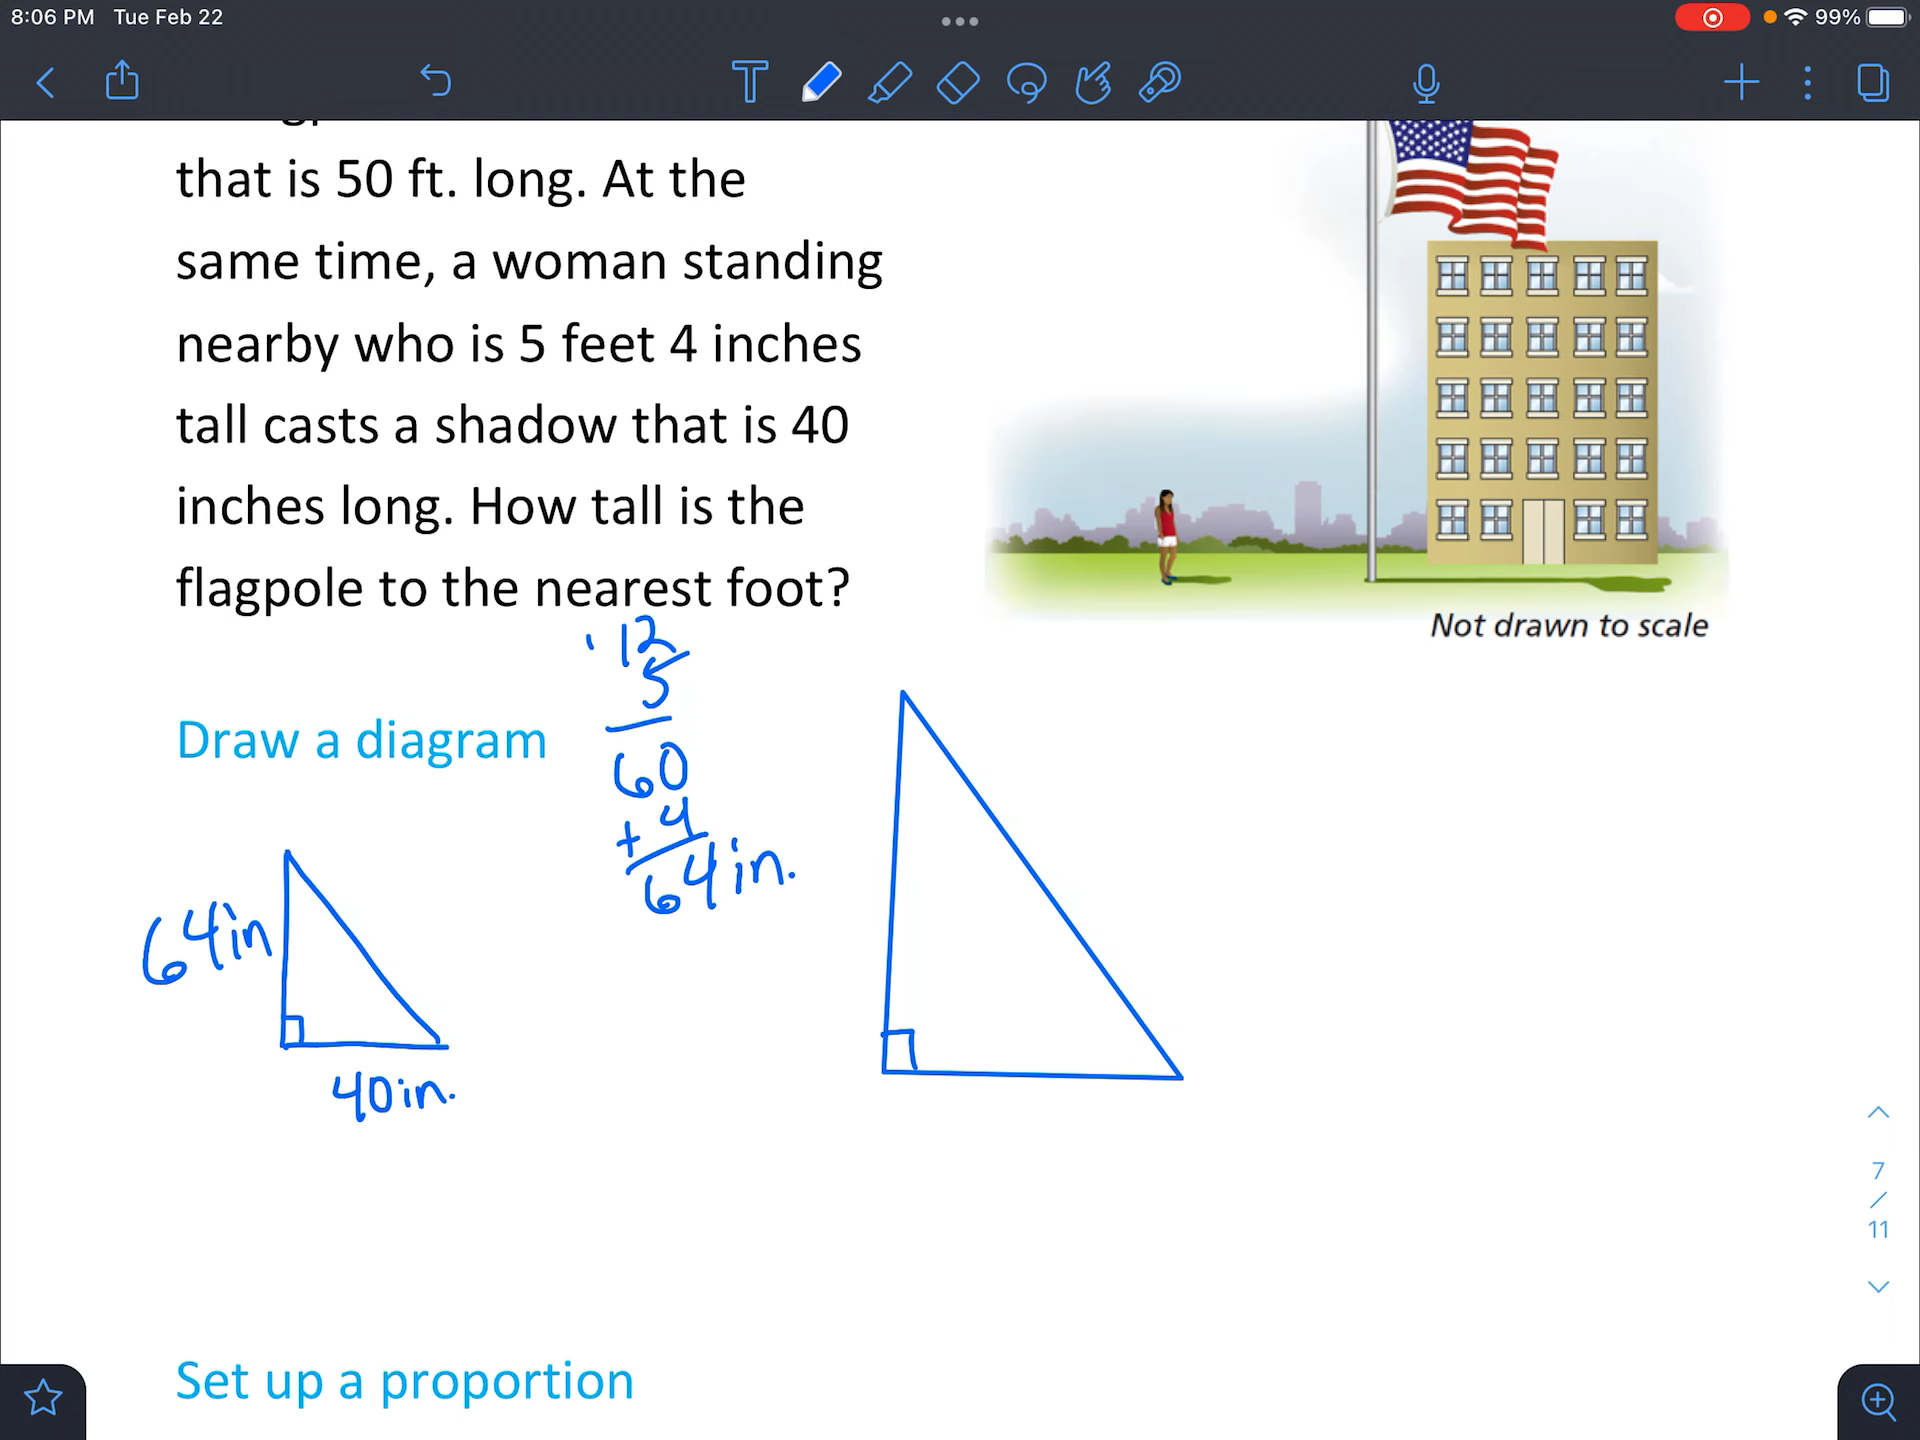 8:06 PM Tue Feb 22
99%
that is 50 ft. long. At the
same time, a woman standing
nearby who is 5 feet 4 inches
tall casts a shadow that is 40
inches long. How tall is the
flagpole to the nearest foot?
Not drawn to scale
12
5
60
+ 4
64 in.
Draw a diagram
64in
40in.
7
/
11
Set up a proportion